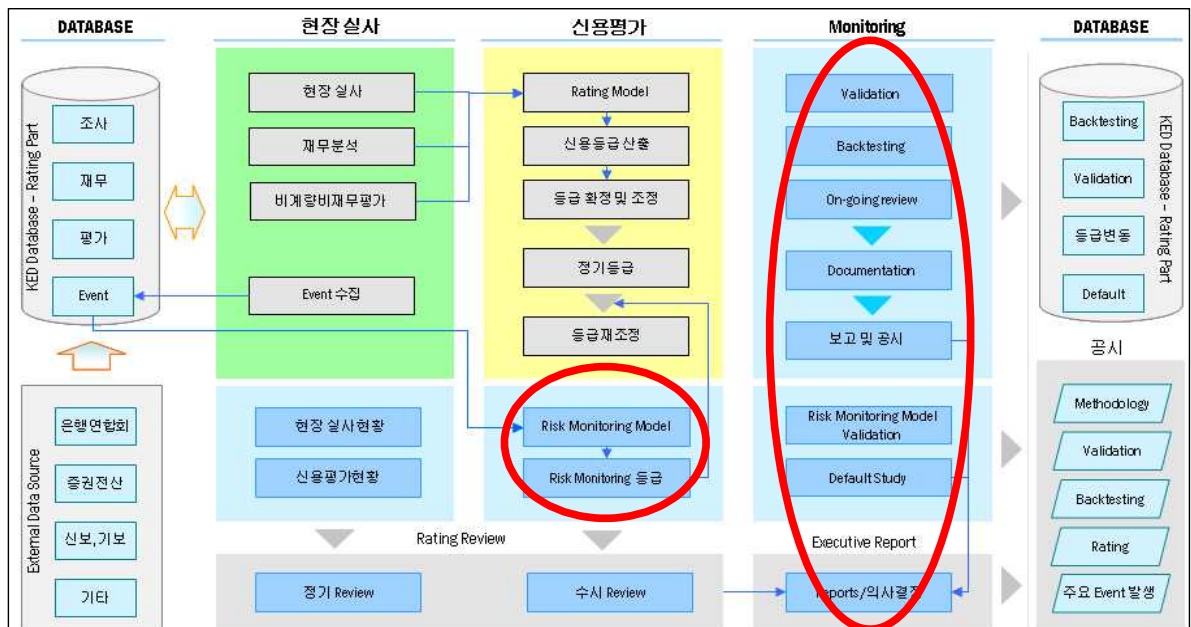 DATABASE
현장 실사
신용평가
Monitoring
DATABASE
KED Database – Rating Part
조사
재무
평가
Event
현장 실사
재무분석
비계량비재무평가
Event 수집
Rating Model
신용등급 산출
등급 확정 및 조정
정기등급
등급재조정
Validation
Backtesting
On-going review
Documentation
보고 및 공시
Backtesting
Validation
등급변동
Default
KED Database – Rating Part
External Data Source
은행연합회
증권전산
신보,기보
기타
현장 실사현황
신용평가현황
Risk Monitoring Model
Risk Monitoring 등급
Risk Monitoring Model
Validation
Default Study
공시
Methodology
Validation
Backtesting
Rating
주요 Event 발생
Rating Review
Executive Report
정기 Review
수시 Review
Reports/의사결정